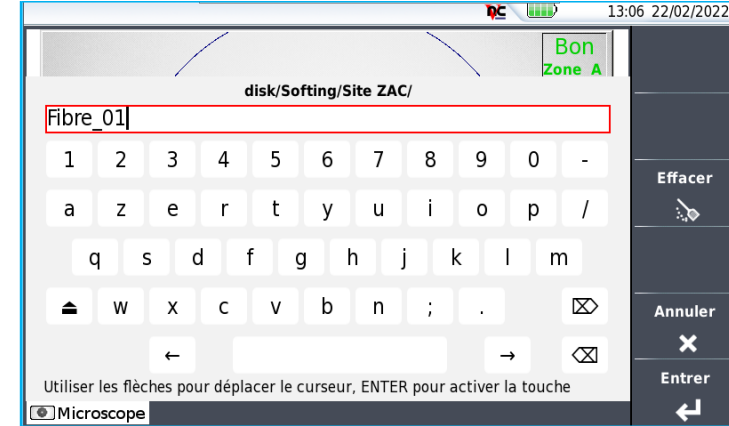 13:06 22/02/2022
Bon
Zone A
disk/Softing/Site ZAC/
Fibre_01
1 2 3 4 5 6 7 8 9 0 -
Effacer
a z e r t y u i o p /
q s d f g h j k l m
w x c v b n ; .
Annuler
← →
Entrer
Utiliser les flèches pour déplacer le curseur, ENTER pour activer la touche
Microscope